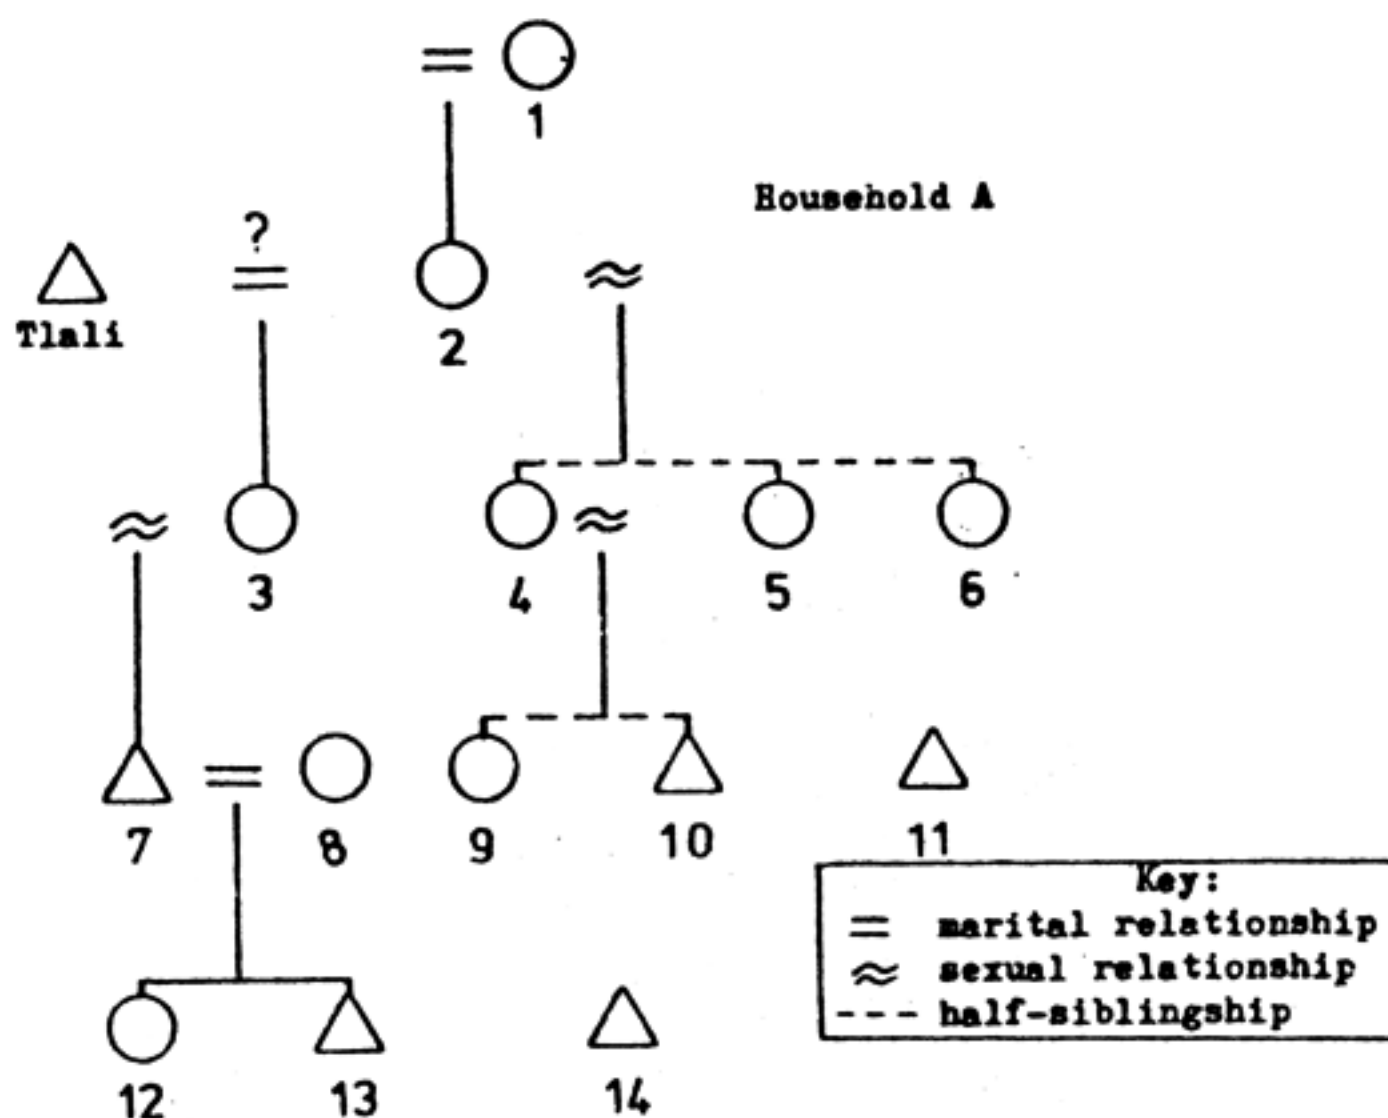 1
Household A
?
Tlali
2
3 4 5 6
7 8 9 10 11
Key:
= marital relationship
≈ sexual relationship
--- half-siblingship
12 13 14